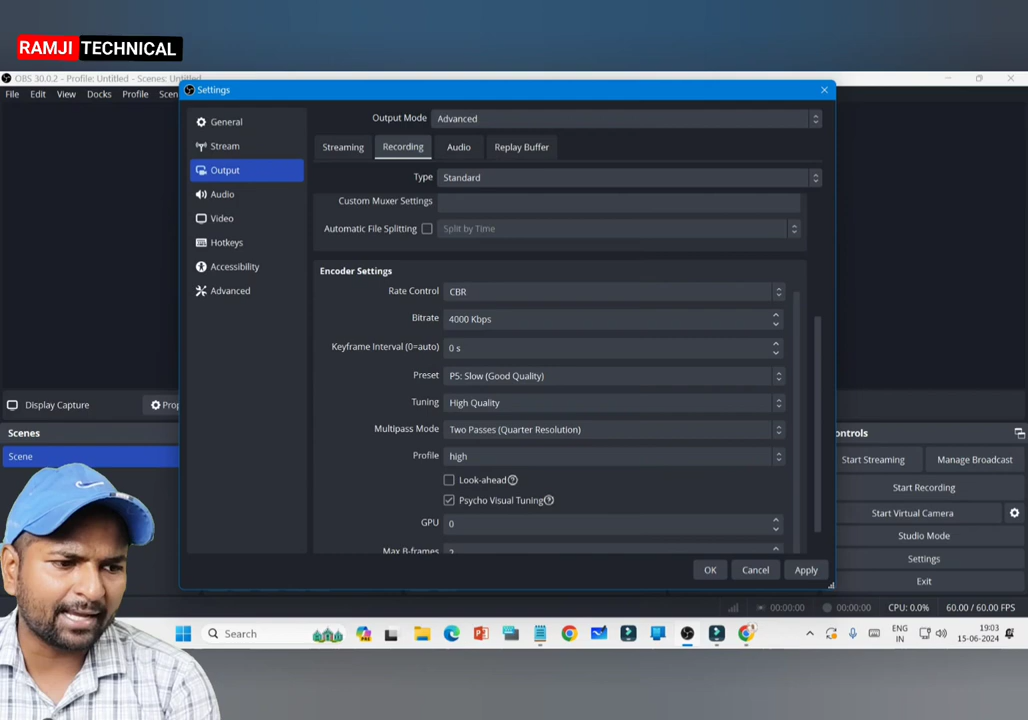 RAMJI TECHNICAL
OBS 30.0.2 - Profile: Untitled - Scenes: Untitled
File Edit View Docks Profile Scen
Settings
General
Stream
Output
Audio
Video
Hotkeys
Accessibility
Advanced
Output Mode Advanced
Streaming Recording Audio Replay Buffer
Type Standard
Custom Muxer Settings
Automatic File Splitting Split by Time
Encoder Settings
Rate Control CBR
Bitrate 4000 Kbps
Keyframe Interval (0=auto) 0 s
Preset P5: Slow (Good Quality)
Tuning High Quality
Multipass Mode Two Passes (Quarter Resolution)
Profile high
Look-ahead
Psycho Visual Tuning
GPU 0
Max B-frames 2
OK Cancel Apply
Display Capture Prop
Scenes
Scene
ontrols
Start Streaming Manage Broadcast
Start Recording
Start Virtual Camera
Studio Mode
Settings
Exit
00:00:00 00:00:00 CPU: 0.0% 60.00 / 60.00 FPS
Search
ENG
IN
19:03
15-06-2024